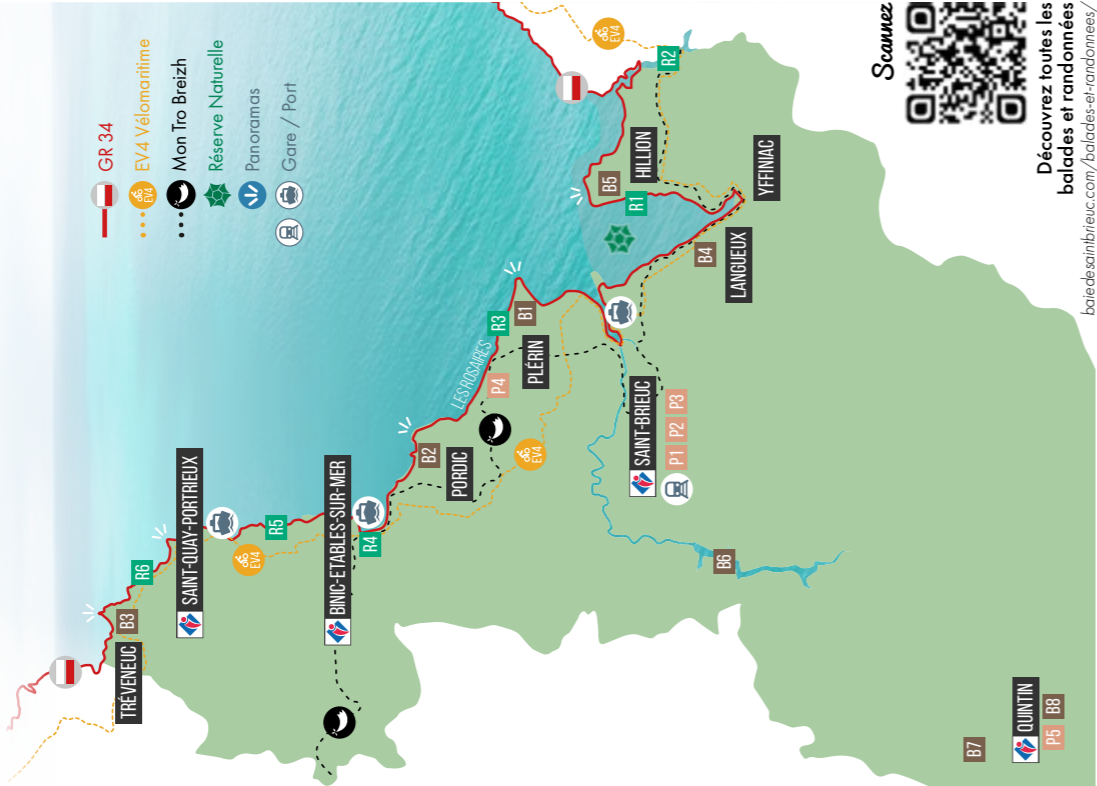 GR 34
EV4 Vélomaritime
Mon Tro Breizh
Réserve Naturelle
Panoramas
Gare / Port
EV4
Scannez
Découvrez toutes les
balades et randonnées
baiedesaintbrieuc.com/balades-et-randonnees/
TRÉVENEUC
B3
R6
SAINT-QUAY-PORTRIEUX
EV4
R5
BINIC-ETABLES-SUR-MER
R4
PORDIC
B2
LES ROSAIRES
P4
R3
B1
PLÉRIN
EV4
SAINT-BRIEUC
P1 P2 P3
B6
LANGUEUX
B4
YFFINIAC
HILLION
B5
R1
R2
EV4
B7
QUINTIN
P5 B8